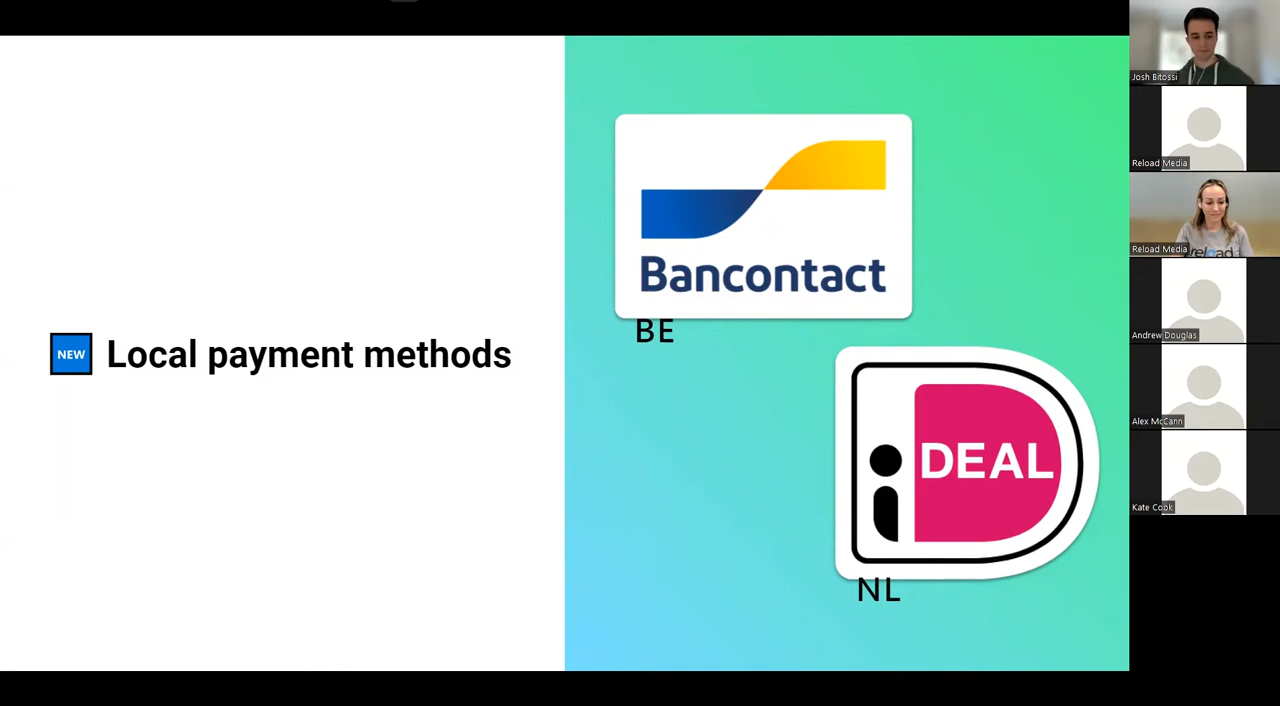 NEW Local payment methods
Bancontact
BE
iDEAL
NL
Josh Bitossi
Reload Media
reload
Reload Media
Andrew Douglas
Alex McCann
Kate Cook